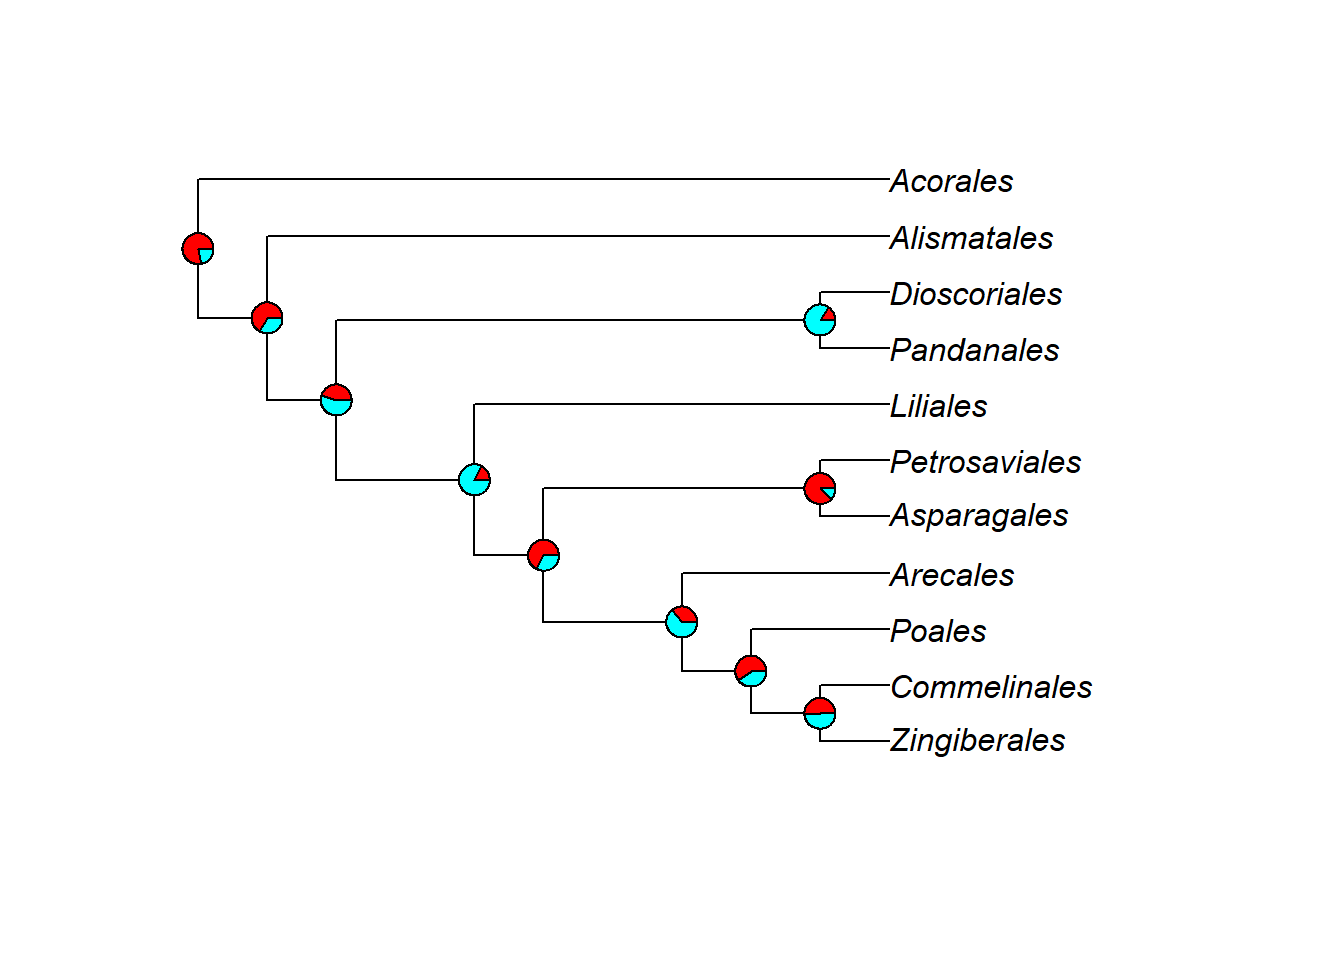 Acorales
Alismatales
Dioscoriales
Pandanales
Liliales
Petrosaviales
Asparagales
Arecales
Poales
Commelinales
Zingiberales